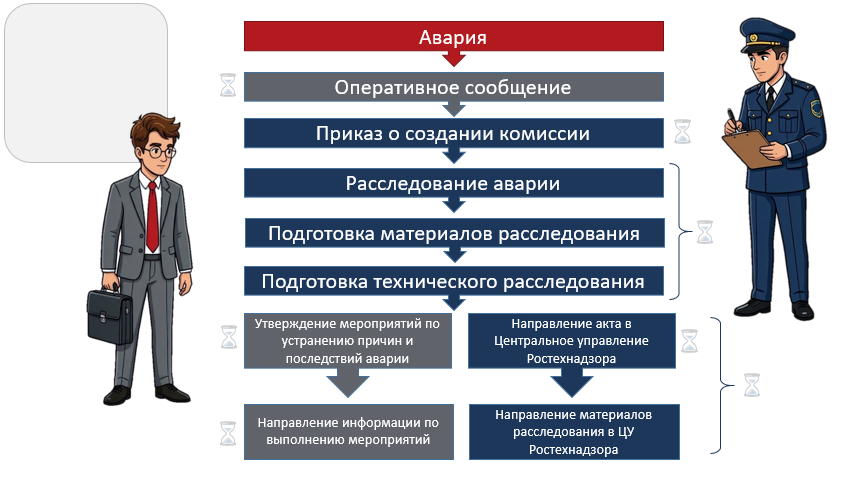 Авария
Оперативное сообщение
Приказ о создании комиссии
Расследование аварии
Подготовка материалов расследования
Подготовка технического расследования
Утверждение мероприятий по
устранению причин и
последствий аварии
Направление акта в
Центральное управление
Ростехнадзора
Направление информации по
выполнению мероприятий
Направление материалов
расследования в ЦУ
Ростехнадзора